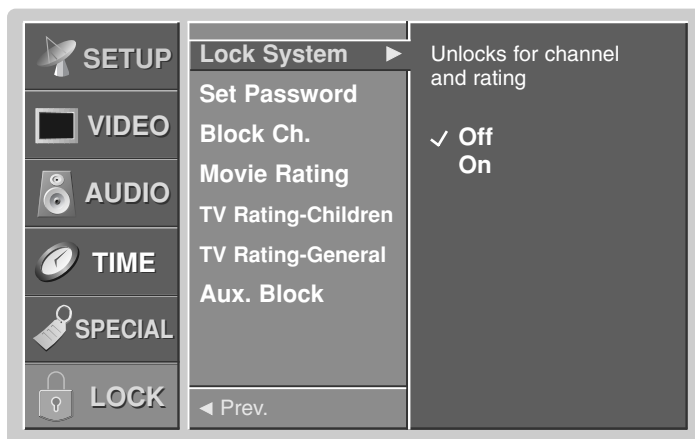 SETUP
VIDEO
AUDIO
TIME
SPECIAL
LOCK
Lock System ►
Set Password
Block Ch.
Movie Rating
TV Rating-Children
TV Rating-General
Aux. Block
◄ Prev.
Unlocks for channel
and rating
✓ Off
On